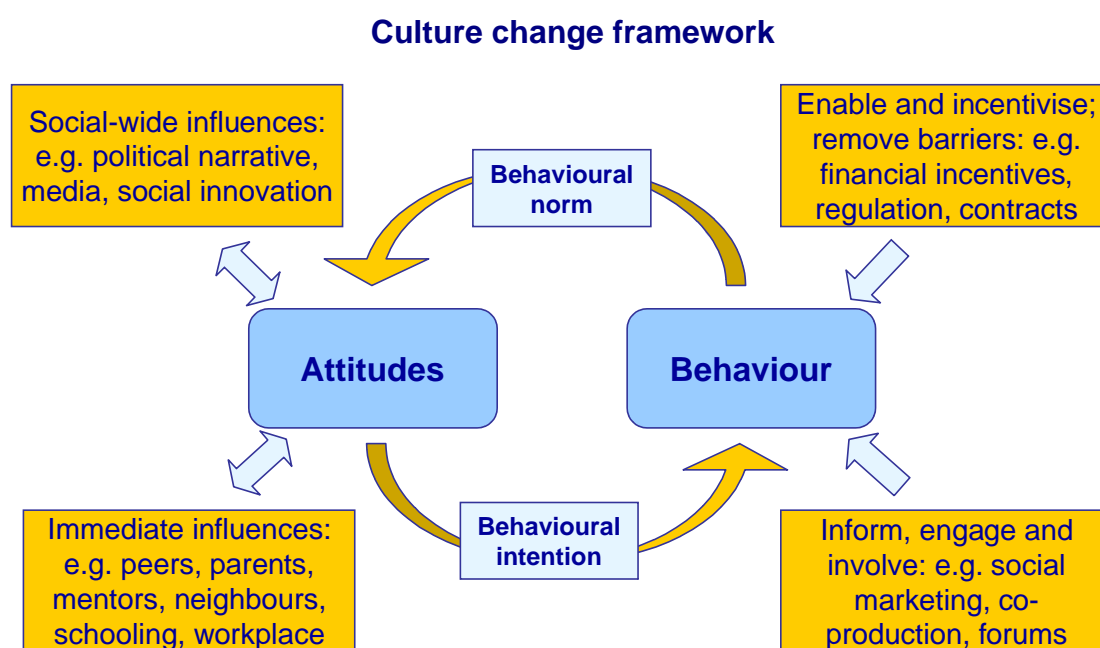 Culture change framework
Social-wide influences:
e.g. political narrative,
media, social innovation
Enable and incentivise;
remove barriers: e.g.
financial incentives,
regulation, contracts
Behavioural
norm
Attitudes
Behaviour
Behavioural
intention
Immediate influences:
e.g. peers, parents,
mentors, neighbours,
schooling, workplace
Inform, engage and
involve: e.g. social
marketing, co-
production, forums